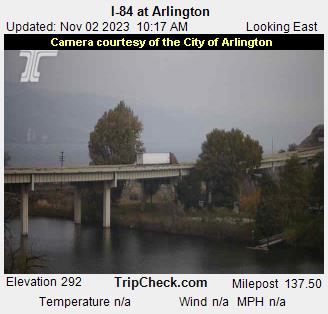 I-84 at Arlington
Updated: Nov 02 2023 10:17 AM Looking East
Camera courtesy of the City of Arlington
Elevation 292 TripCheck.com Milepost 137.50
Temperature n/a Wind n/a MPH n/a